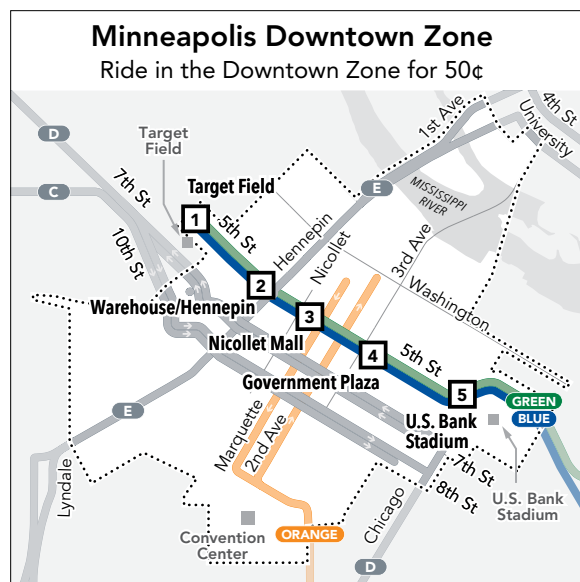 Minneapolis Downtown Zone
Ride in the Downtown Zone for 50¢
D
Target
Field
1st Ave
4th St
University
7th St
C
E
MISSISSIPPI
RIVER
Target Field
1
5th St
10th St
Hennepin
Nicollet
3rd Ave
2
Warehouse/Hennepin
Washington
3
Nicollet Mall
4
5th St
Government Plaza
5
GREEN
BLUE
U.S. Bank
Stadium
E
Marquette
2nd Ave
7th St
8th St
U.S. Bank
Stadium
Lyndale
Convention
Center
ORANGE
Chicago
D